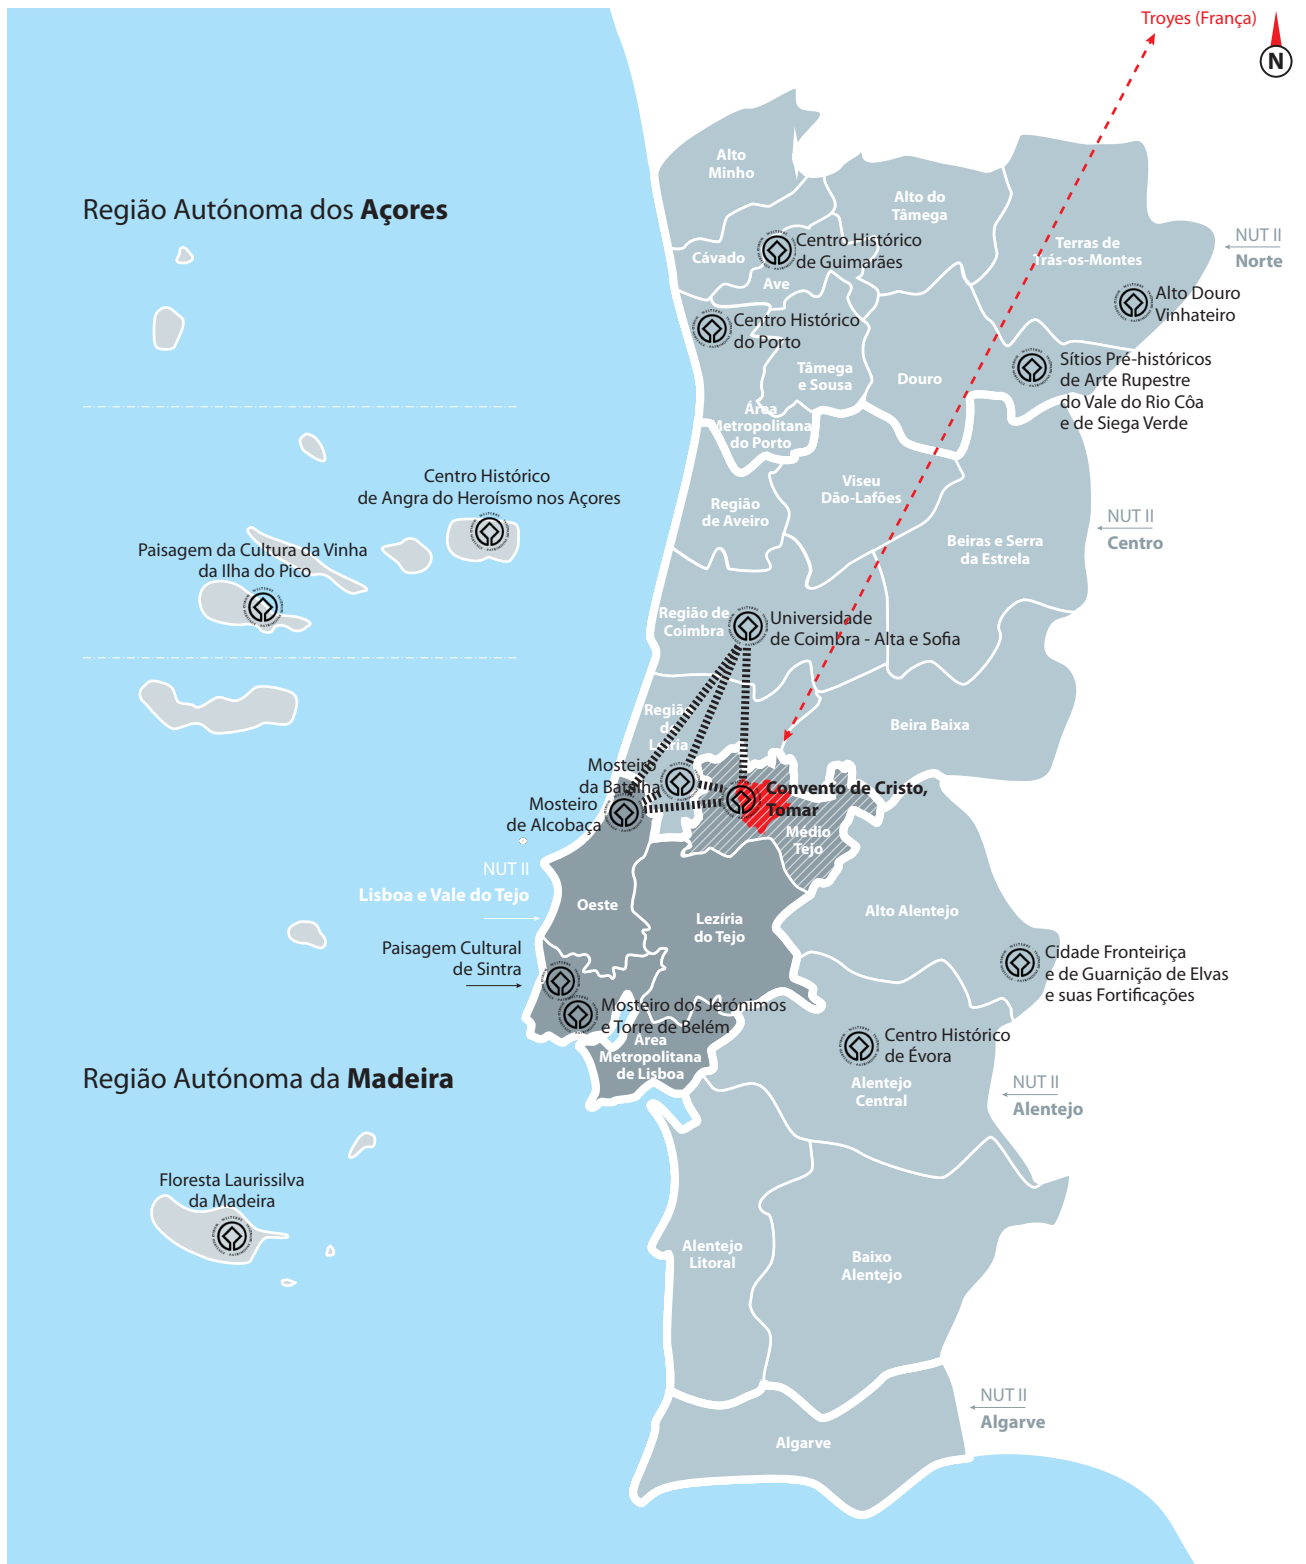 Troyes (França)
N
Alto
Minho
Região Autónoma dos Açores
Alto do
Tâmega
Cávado
Centro Histórico
de Guimarães
Ave
Terras de
Trás-os-Montes
NUT II
Norte
Alto Douro
Vinhateiro
Centro Histórico
do Porto
Tâmega
e Sousa
Douro
Sítios Pré-históricos
de Arte Rupestre
do Vale do Rio Côa
e de Siega Verde
Área
Metropolitana
do Porto
Centro Histórico
de Angra do Heroísmo nos Açores
Viseu
Dão-Lafões
Região
de Aveiro
NUT II
Centro
Beiras e Serra
da Estrela
Paisagem da Cultura da Vinha
da Ilha do Pico
Região de
Coimbra
Universidade
de Coimbra - Alta e Sofia
Região
de
Leiria
Beira Baixa
Mosteiro
da Batalha
Mosteiro
de Alcobaça
Convento de Cristo,
Tomar
Médio
Tejo
NUT II
Lisboa e Vale do Tejo
Oeste
Lezíria
do Tejo
Alto Alentejo
Paisagem Cultural
de Sintra
Cidade Fronteiriça
e de Guarnição de Elvas
e suas Fortificações
Mosteiro dos Jerónimos
e Torre de Belém
Área
Metropolitana
de Lisboa
Centro Histórico
de Évora
Alentejo
Central
Região Autónoma da Madeira
NUT II
Alentejo
Floresta Laurissilva
da Madeira
Alentejo
Litoral
Baixo
Alentejo
NUT II
Algarve
Algarve